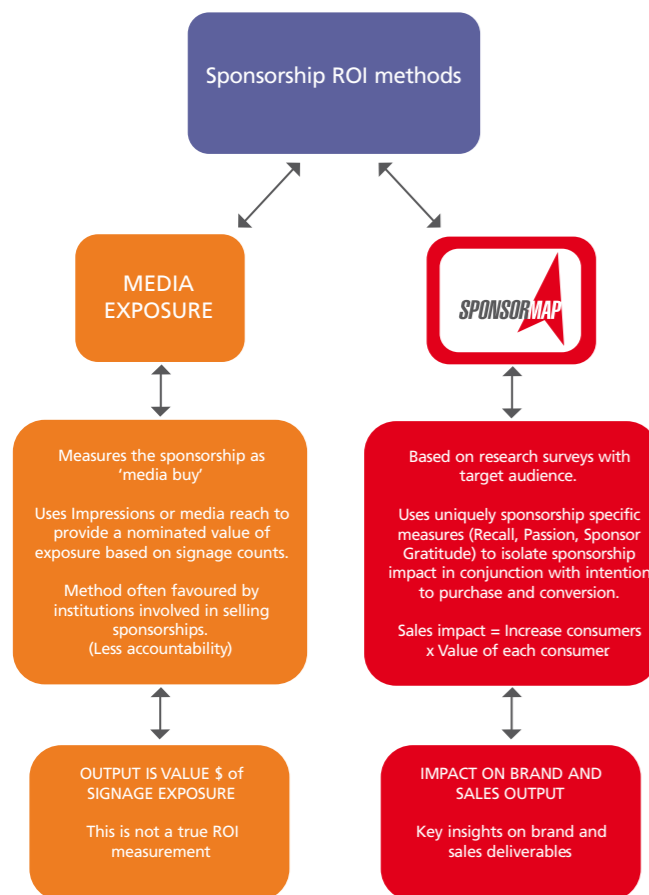 Sponsorship ROI methods
MEDIA
EXPOSURE
SPONSORMAP
Measures the sponsorship as
‘media buy’
Uses Impressions or media reach to
provide a nominated value of
exposure based on signage counts.
Method often favoured by
institutions involved in selling
sponsorships.
(Less accountability)
Based on research surveys with
target audience.
Uses uniquely sponsorship specific
measures (Recall, Passion, Sponsor
Gratitude) to isolate sponsorship
impact in conjunction with intention
to purchase and conversion.
Sales impact = Increase consumers
x Value of each consumer.
OUTPUT IS VALUE $ of
SIGNAGE EXPOSURE
This is not a true ROI
measurement
IMPACT ON BRAND AND
SALES OUTPUT
Key insights on brand and
sales deliverables